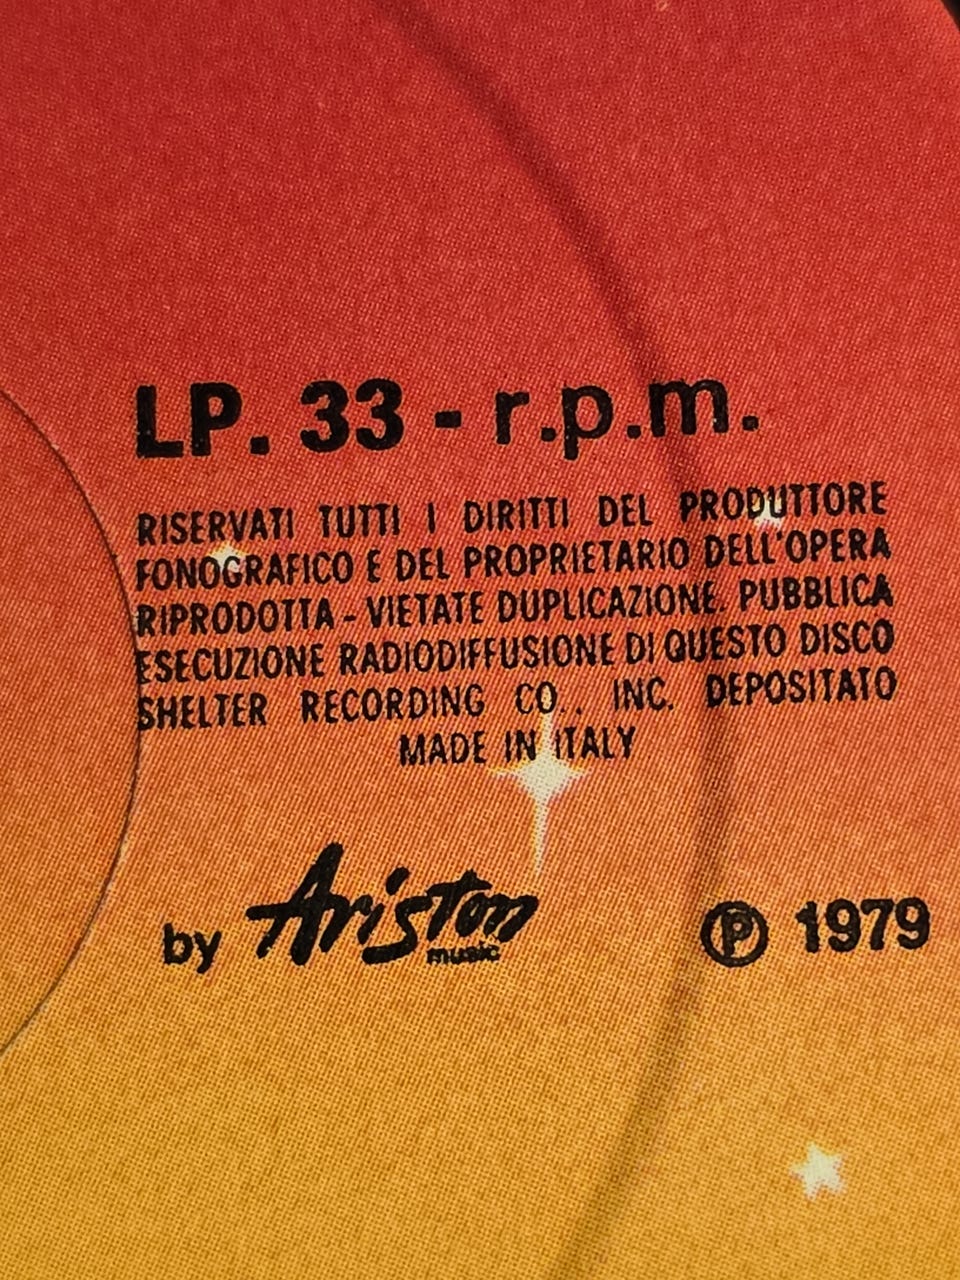 LP. 33 - r.p.m.
RISERVATI TUTTI I DIRITTI DEL PRODUTTORE
FONOGRAFICO E DEL PROPRIETARIO DELL'OPERA
RIPRODOTTA - VIETATE DUPLICAZIONE. PUBBLICA
ESECUZIONE RADIODIFFUSIONE DI QUESTO DISCO
SHELTER RECORDING CO., INC. DEPOSITATO
MADE IN ITALY
by Ariston music ℗ 1979